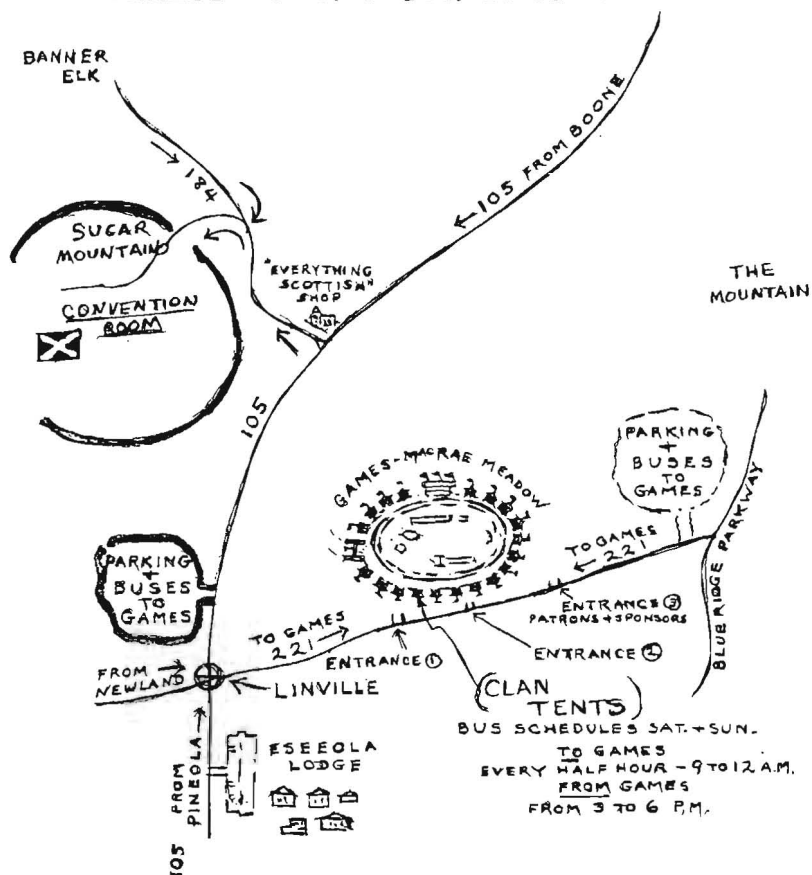 BANNER
ELK
184
105 FROM BOONE
SUGAR
MOUNTAIN
CONVENTION
ROOM
"EVERYTHING
SCOTTISH"
SHOP
THE
MOUNTAIN
105
GAMES-MACRAE MEADOW
PARKING
+
BUSES
TO
GAMES
BLUE RIDGE PARKWAY
TO GAMES
221
PARKING
+
BUSES
TO
GAMES
ENTRANCE ③
PATRONS + SPONSORS
TO GAMES
221
ENTRANCE ①
ENTRANCE ②
FROM
NEWLAND
LINVILLE
(CLAN
TENTS)
BUS SCHEDULES SAT. + SUN.
TO GAMES
EVERY HALF HOUR - 9 TO 12 A.M.
FROM GAMES
FROM 3 TO 6 P.M.
ESEEOLA
LODGE
105 FROM
PINEOLA